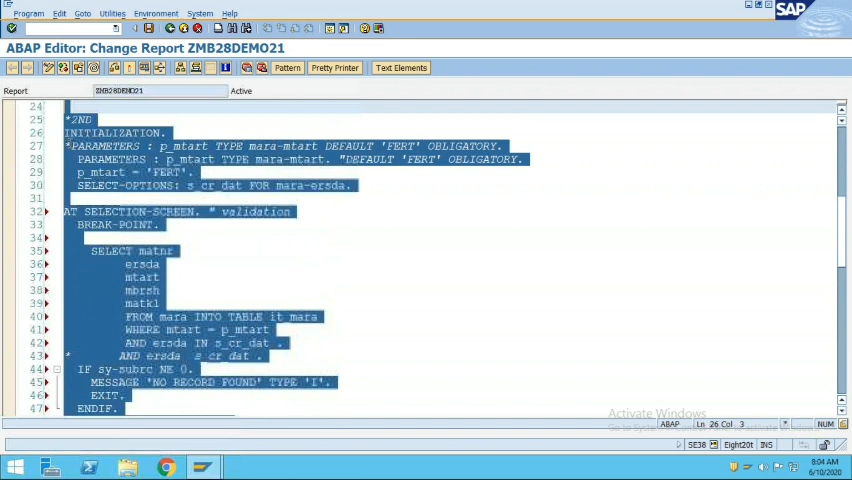 Program Edit Goto Utilities Environment System Help
SAP
ABAP Editor: Change Report ZMB28DEMO21
Pattern Pretty Printer Text Elements
Report ZMB28DEMO21 Active
24
25 *2ND
26 INITIALIZATION.
27 *PARAMETERS : p_mtart TYPE mara-mtart DEFAULT 'FERT' OBLIGATORY.
28 PARAMETERS : p_mtart TYPE mara-mtart. "DEFAULT 'FERT' OBLIGATORY.
29 p_mtart = 'FERT'.
30 SELECT-OPTIONS: s_cr_dat FOR mara-ersda.
31
32 AT SELECTION-SCREEN. " validation
33 BREAK-POINT.
34
35 SELECT matnr
36 ersda
37 mtart
38 mbrsh
39 matkl
40 FROM mara INTO TABLE it_mara
41 WHERE mtart = p_mtart
42 AND ersda IN s_cr_dat .
43 * AND ersda s_cr_dat .
44 IF sy-subrc NE 0.
45 MESSAGE 'NO RECORD FOUND' TYPE 'I'.
46 EXIT.
47 ENDIF.
Activate Windows
ABAP Ln 26 Col 3 NUM
SE38 Eight20t INS
8:04 AM
6/10/2020